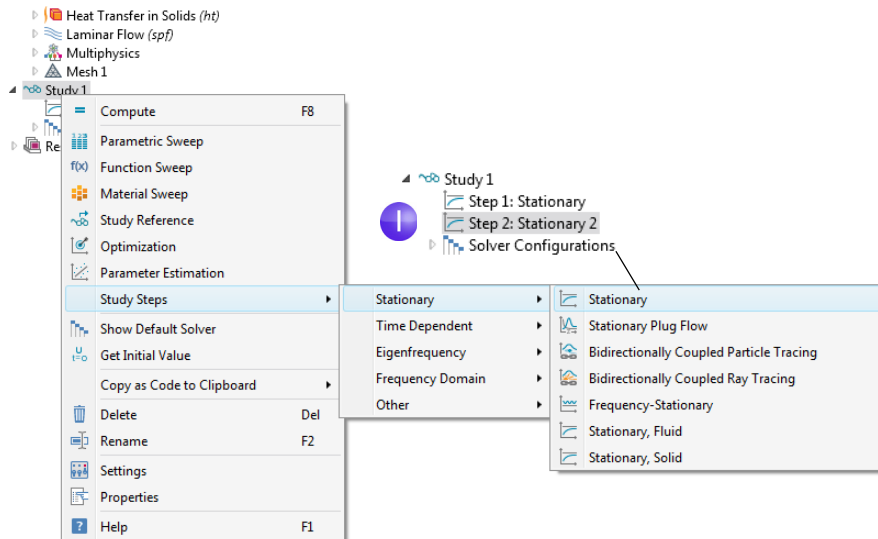 Heat Transfer in Solids (ht)
Laminar Flow (spf)
Multiphysics
Mesh 1
Study 1
Re
Compute F8
Parametric Sweep
f(x) Function Sweep
Material Sweep
Study Reference
Optimization
Parameter Estimation
Study Steps
Show Default Solver
Get Initial Value
Copy as Code to Clipboard
Delete Del
Rename F2
Settings
Properties
Help F1
Study 1
Step 1: Stationary
Step 2: Stationary 2
Solver Configurations
I
Stationary
Time Dependent
Eigenfrequency
Frequency Domain
Other
Stationary
Stationary Plug Flow
Bidirectionally Coupled Particle Tracing
Bidirectionally Coupled Ray Tracing
Frequency-Stationary
Stationary, Fluid
Stationary, Solid